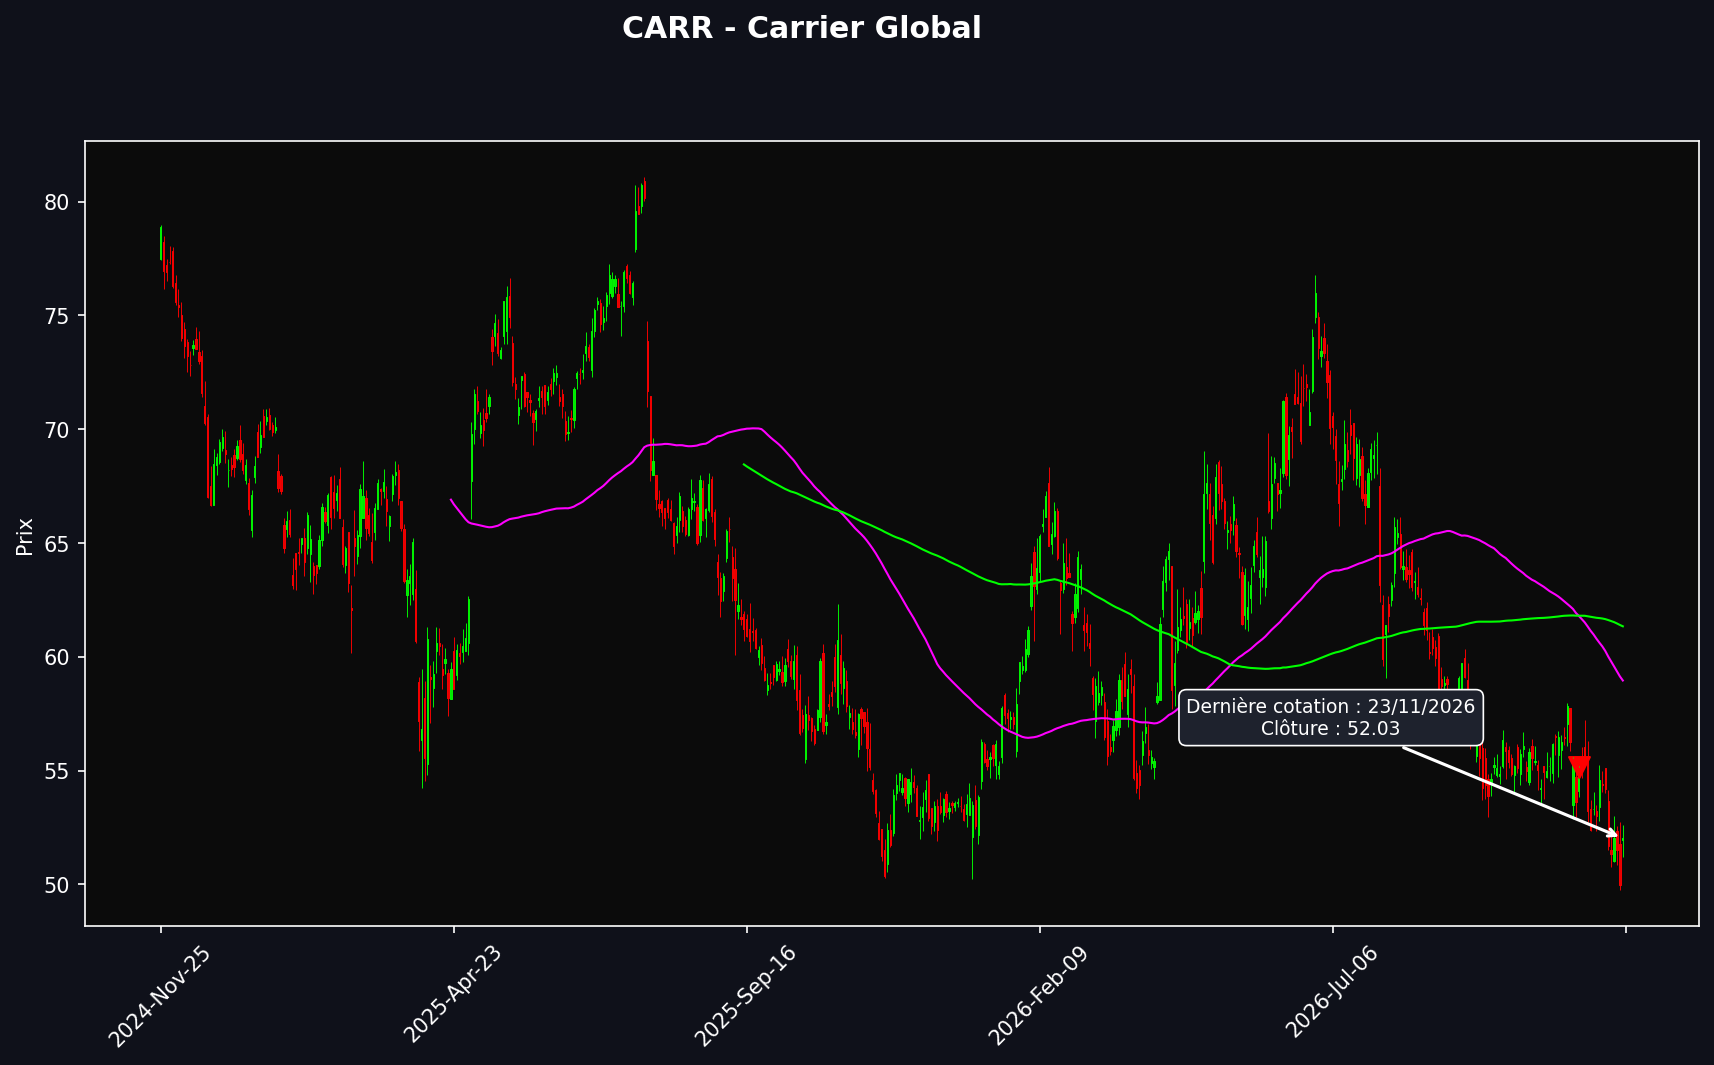 CARR - Carrier Global
Prix
80
75
70
65
60
55
50
Dernière cotation : 23/11/2026
Clôture : 52.03
2024-Nov-25
2025-Apr-23
2025-Sep-16
2026-Feb-09
2026-Jul-06